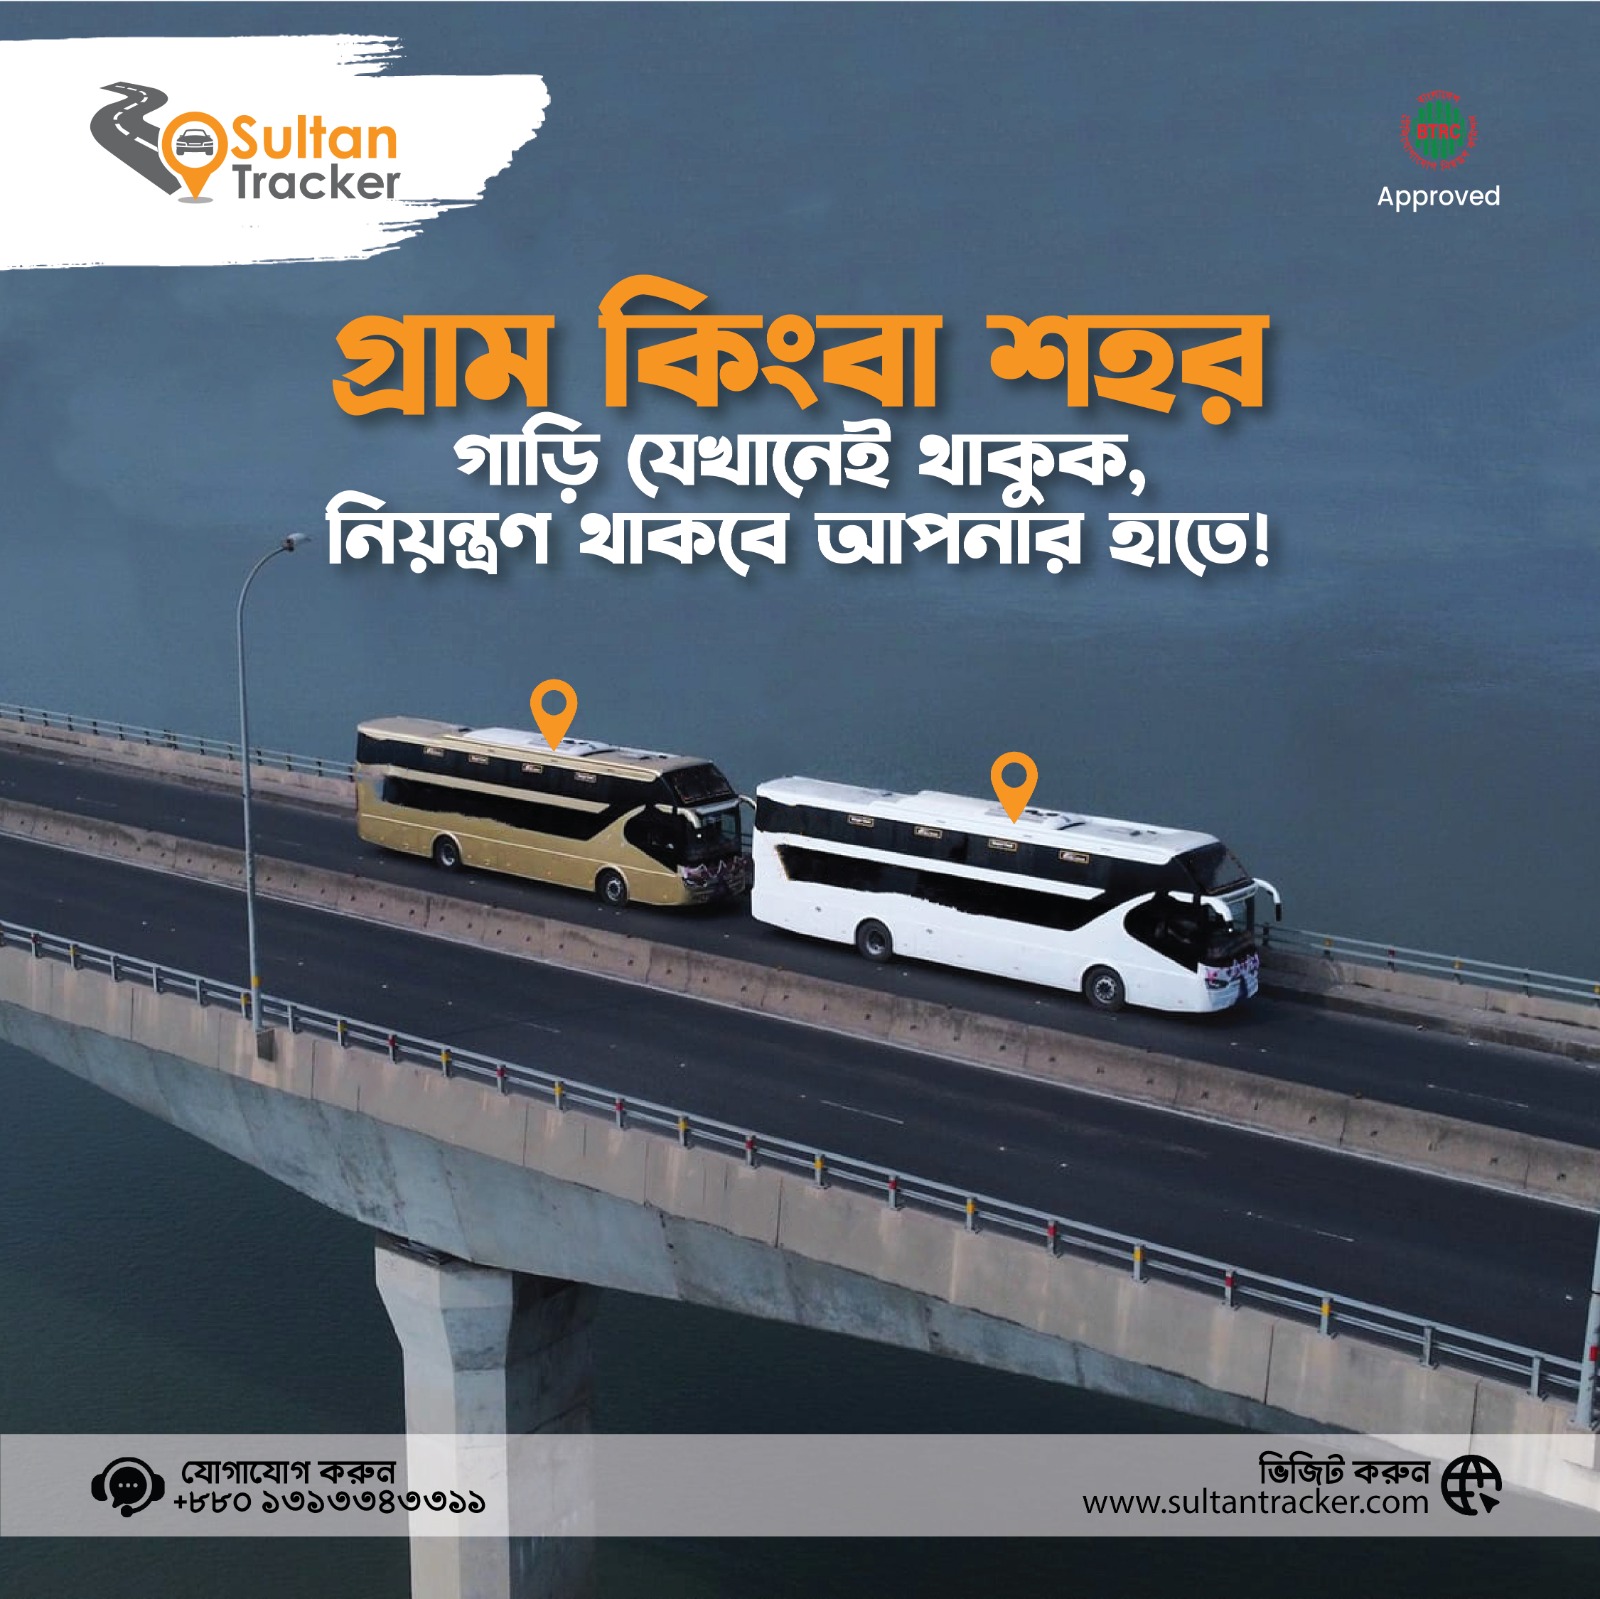 Sultan
Tracker
BTRC
Approved
গ্রাম কিংবা শহর
গাড়ি যেখানেই থাকুক,
নিয়ন্ত্রণ থাকবে আপনার হাতে!
যোগাযোগ করুন
+৮৮০ ১৩১৩৩৪৩৩১১
ভিজিট করুন
www.sultantracker.com